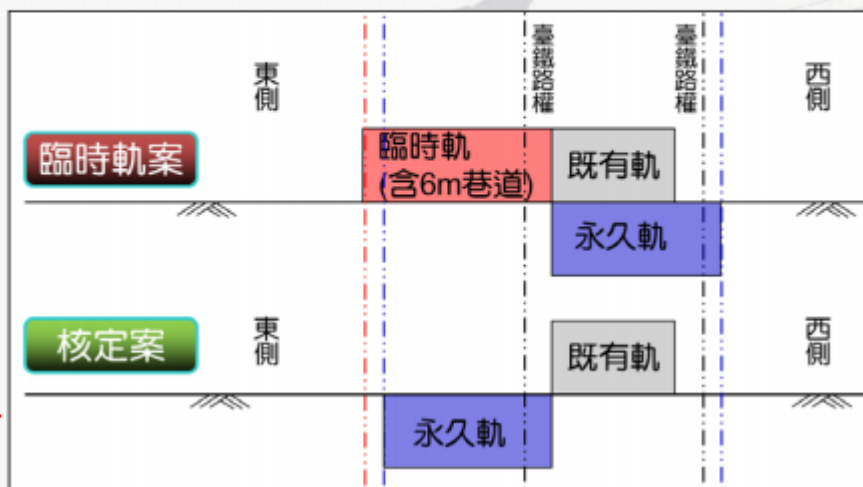 東側
臺鐵路權
臺鐵路權
西側
臨時軌案
臨時軌
(含6m巷道)
既有軌
永久軌
東側
西側
核定案
既有軌
永久軌